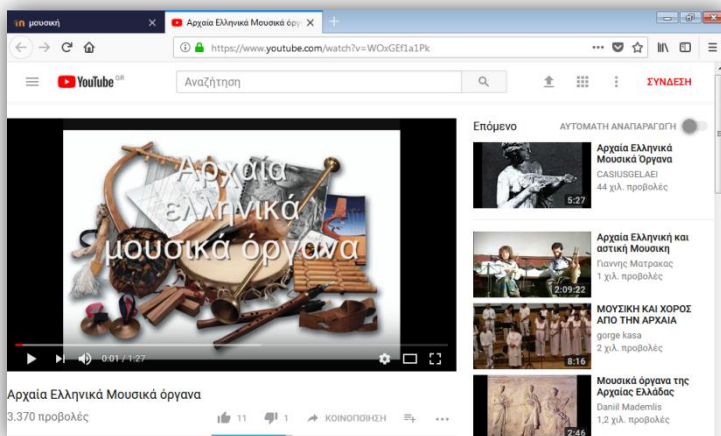 in μουσική
Αρχαία Ελληνικά Μουσικά όργ
https://www.youtube.com/watch?v=WOxGEf1a1Pk
YouTube GR
Αναζήτηση
ΣΥΝΔΕΣΗ
Αρχαία
ελληνικά
μουσικά όργανα
0:01 / 1:27
Αρχαία Ελληνικά Μουσικά όργανα
3.370 προβολές
11
1
ΚΟΙΝΟΠΟΙΗΣΗ
Επόμενο
ΑΥΤΌΜΑΤΗ ΑΝΑΠΑΡΑΓΩΓΉ
5:27
Αρχαία Ελληνικά
Μουσικά Όργανα
CASIUSGELAEI
44 χιλ. προβολές
2:09:22
Αρχαία Ελληνική και
αστική Μουσικη
Γιαννης Ματρακας
1 χιλ. προβολές
8:16
ΜΟΥΣΙΚΗ ΚΑΙ ΧΟΡΟΣ
ΑΠΟ ΤΗΝ ΑΡΧΑΙΑ
gorge kasa
2 χιλ. προβολές
2:46
Μουσικά όργανα της
Αρχαίας Ελλάδας
Daniil Mademlis
1,2 χιλ. προβολές